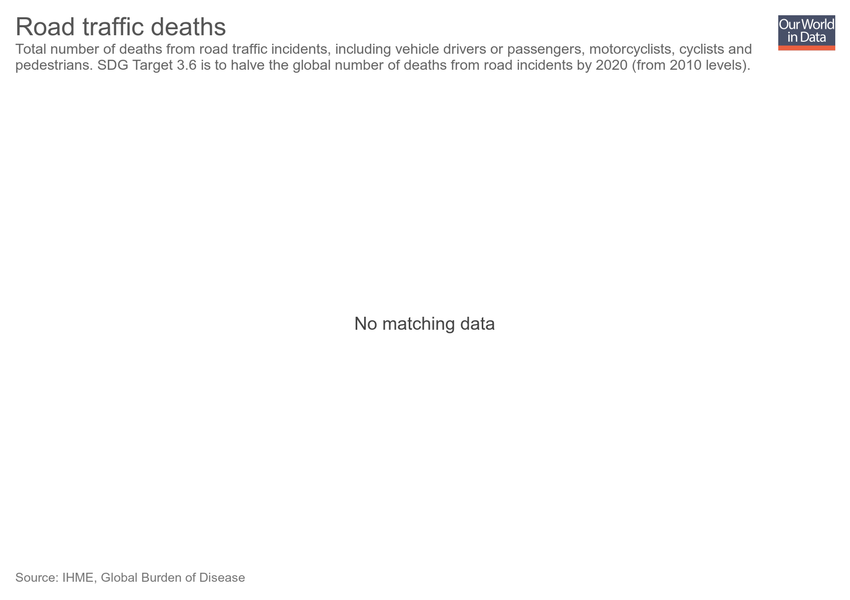 Road traffic deaths
Our World
in Data
Total number of deaths from road traffic incidents, including vehicle drivers or passengers, motorcyclists, cyclists and
pedestrians. SDG Target 3.6 is to halve the global number of deaths from road incidents by 2020 (from 2010 levels).
No matching data
Source: IHME, Global Burden of Disease